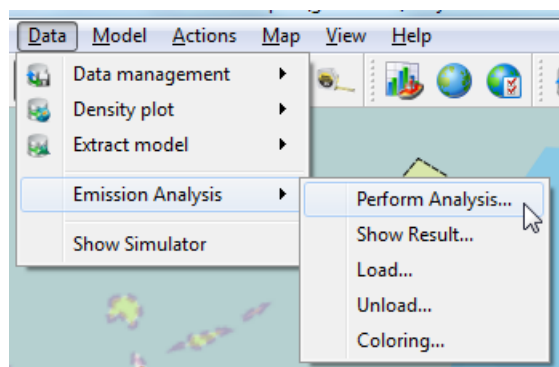 Data Model Actions Map View Help
Data management
Density plot
Extract model
Emission Analysis
Show Simulator
Perform Analysis...
Show Result...
Load...
Unload...
Coloring...